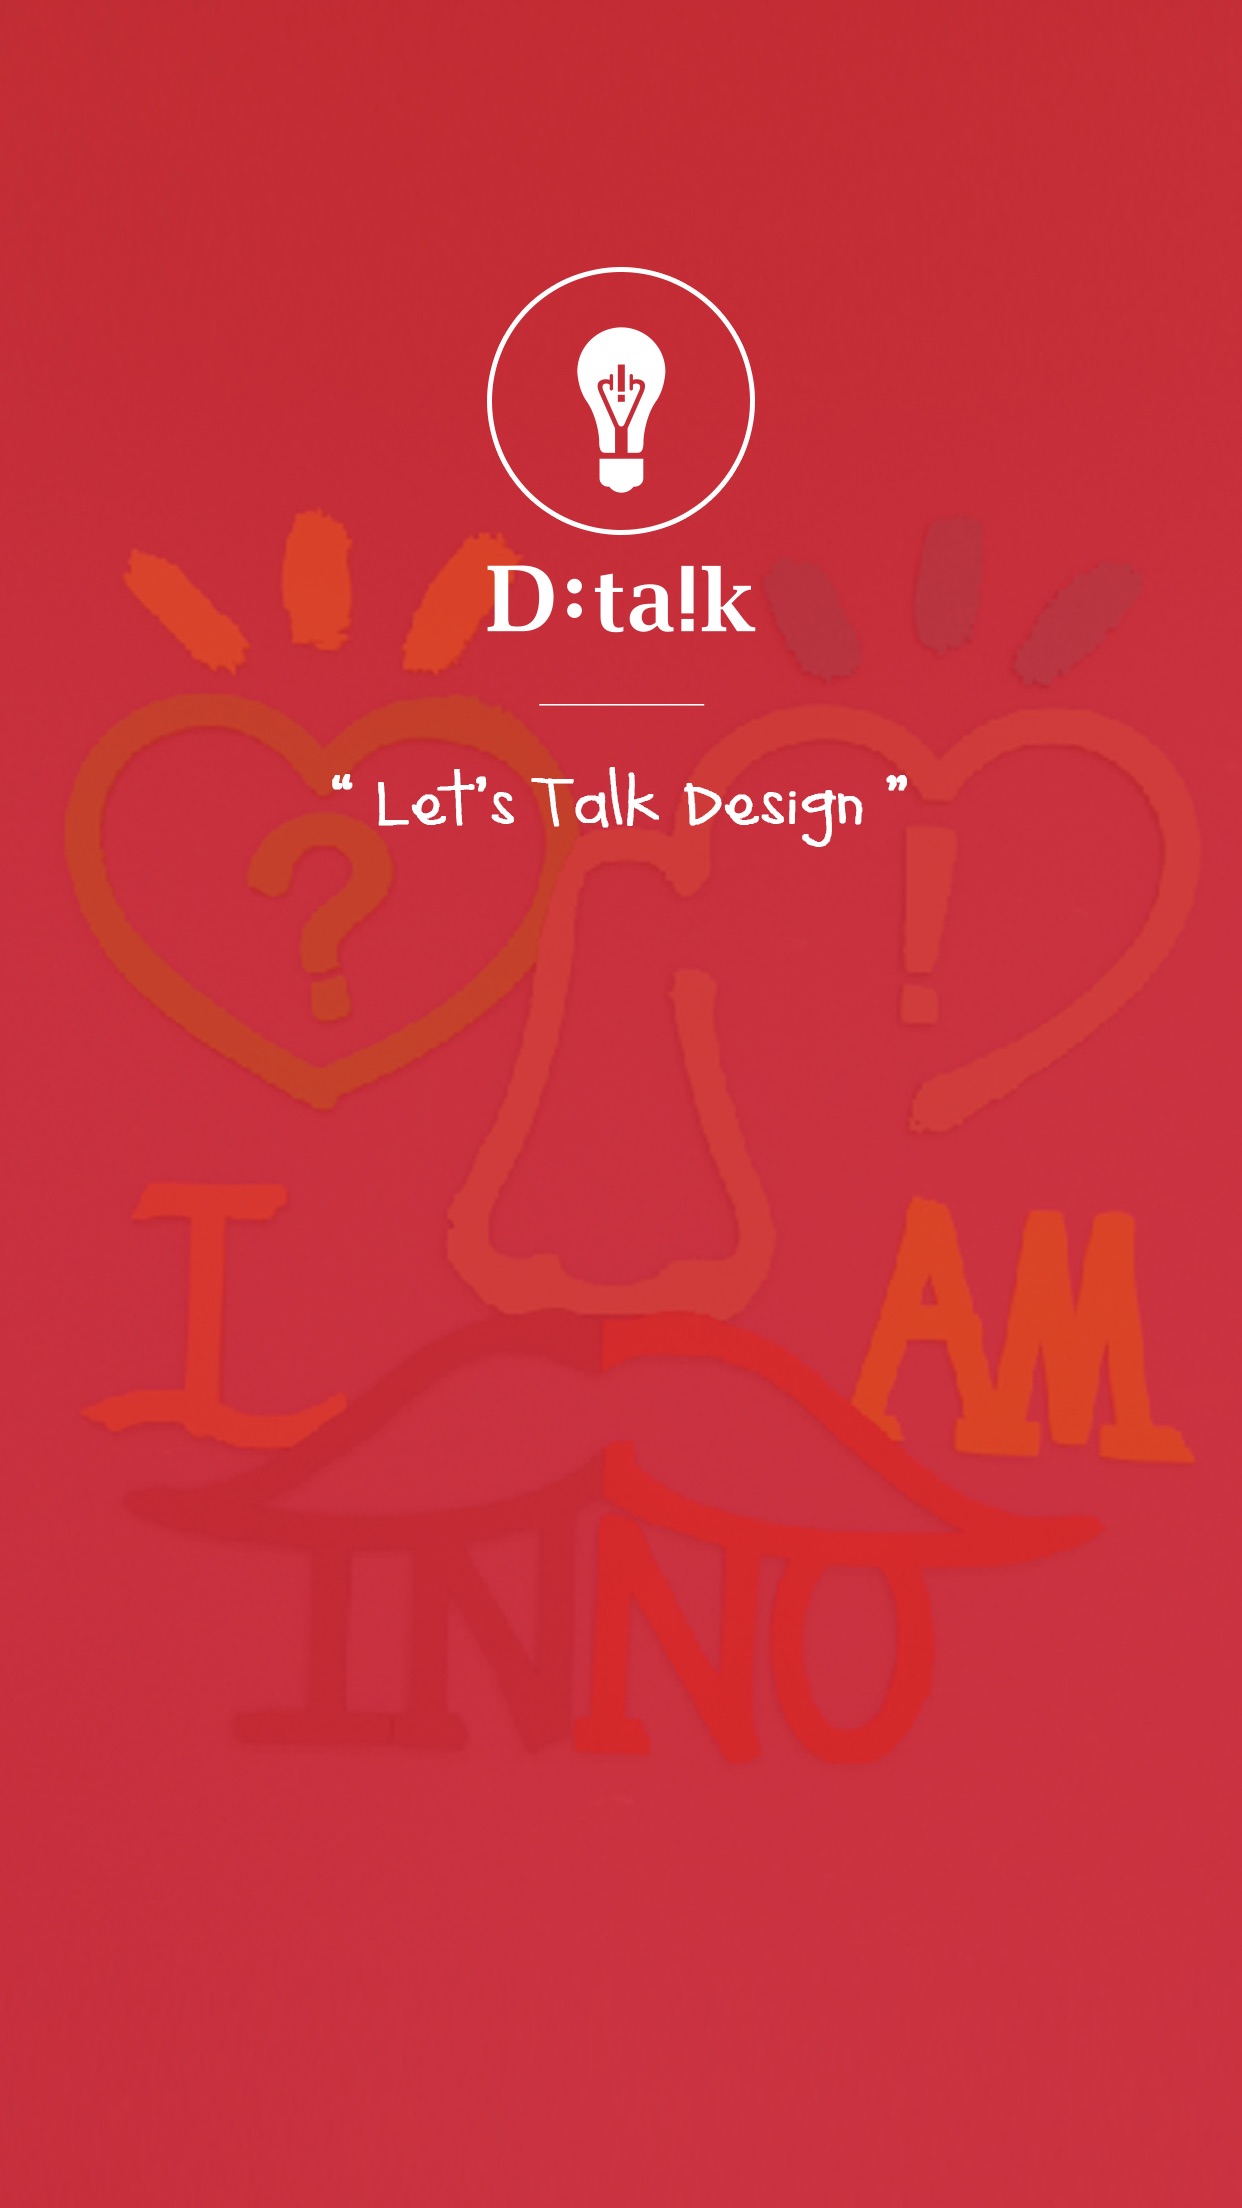 D:ta!k
“ Let's Talk Design ”
?
!
I AM
INNO